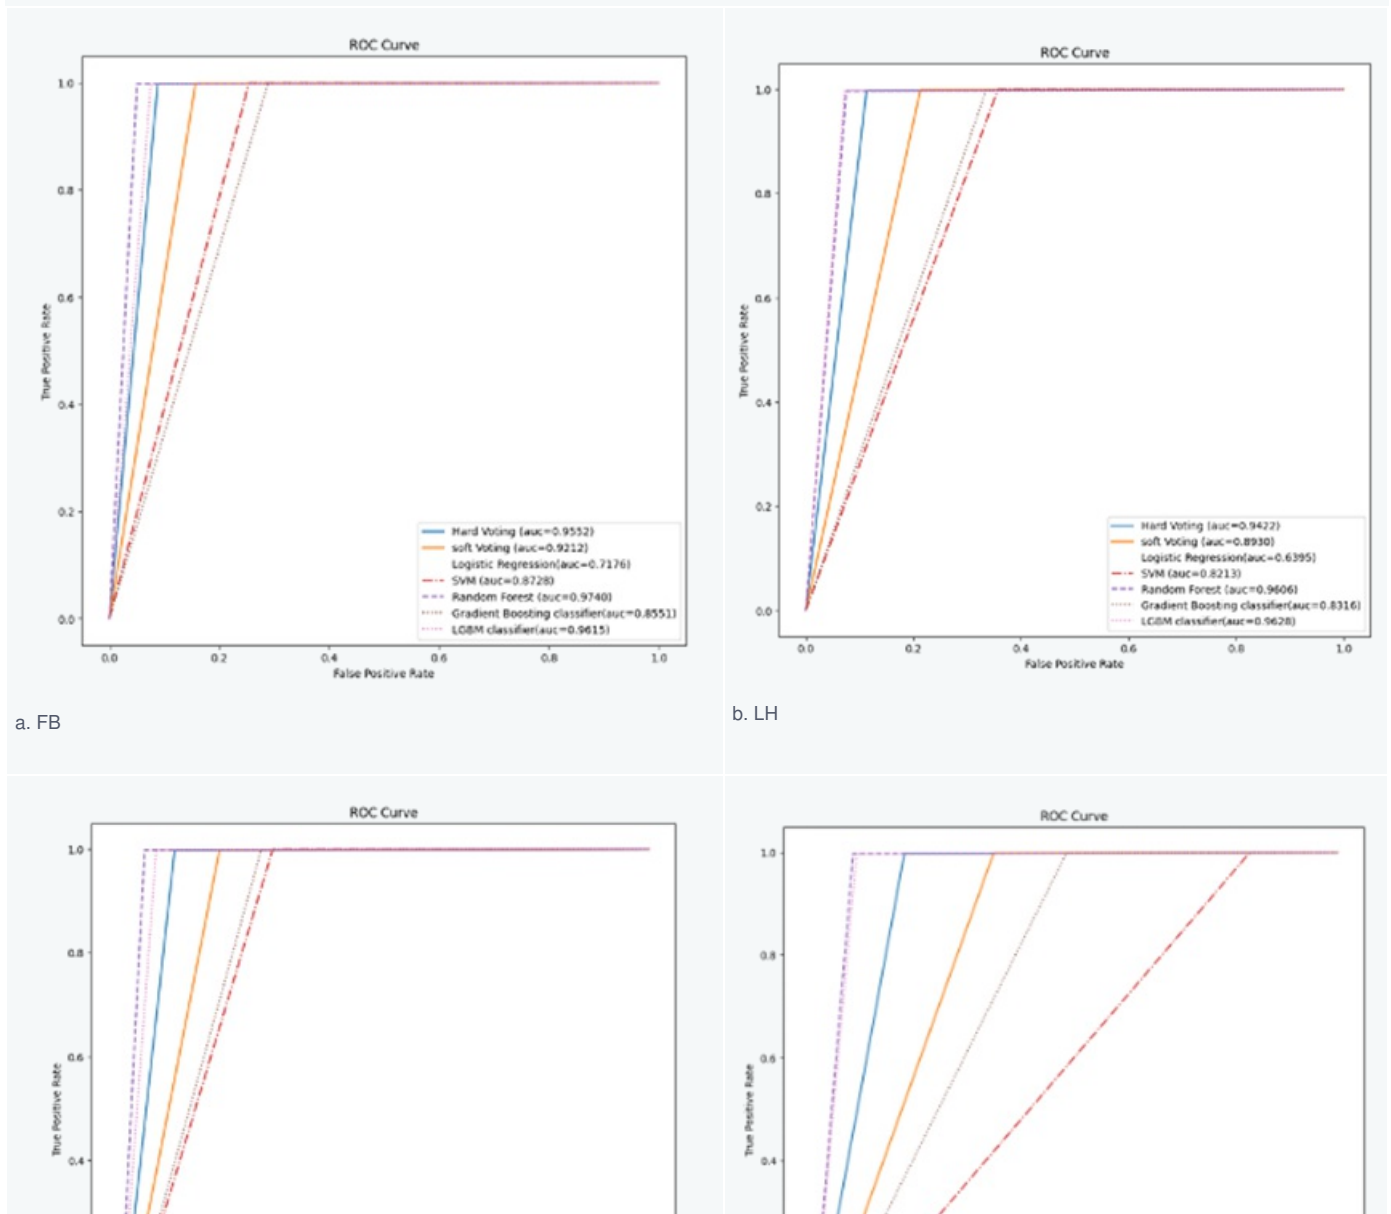 ROC Curve
1.0
0.8
0.6
0.4
0.2
0.0
True Positive Rate
Hard Voting (auc=0.9552)
soft Voting (auc=0.9212)
Logistic Regression(auc=0.7176)
SVM (auc=0.8728)
Random Forest (auc=0.9740)
Gradient Boosting classifier(auc=0.8551)
LGBM classifier(auc=0.9615)
0.0 0.2 0.4 0.6 0.8 1.0
False Positive Rate
a. FB
ROC Curve
1.0
0.8
0.6
0.4
0.2
0.0
True Positive Rate
Hard Voting (auc=0.9422)
soft Voting (auc=0.8930)
Logistic Regression(auc=0.6395)
SVM (auc=0.8213)
Random Forest (auc=0.9606)
Gradient Boosting classifier(auc=0.8316)
LGBM classifier(auc=0.9628)
0.0 0.2 0.4 0.6 0.8 1.0
False Positive Rate
b. LH
ROC Curve
1.0
0.8
0.6
0.4
True Positive Rate
ROC Curve
1.0
0.8
0.6
0.4
True Positive Rate